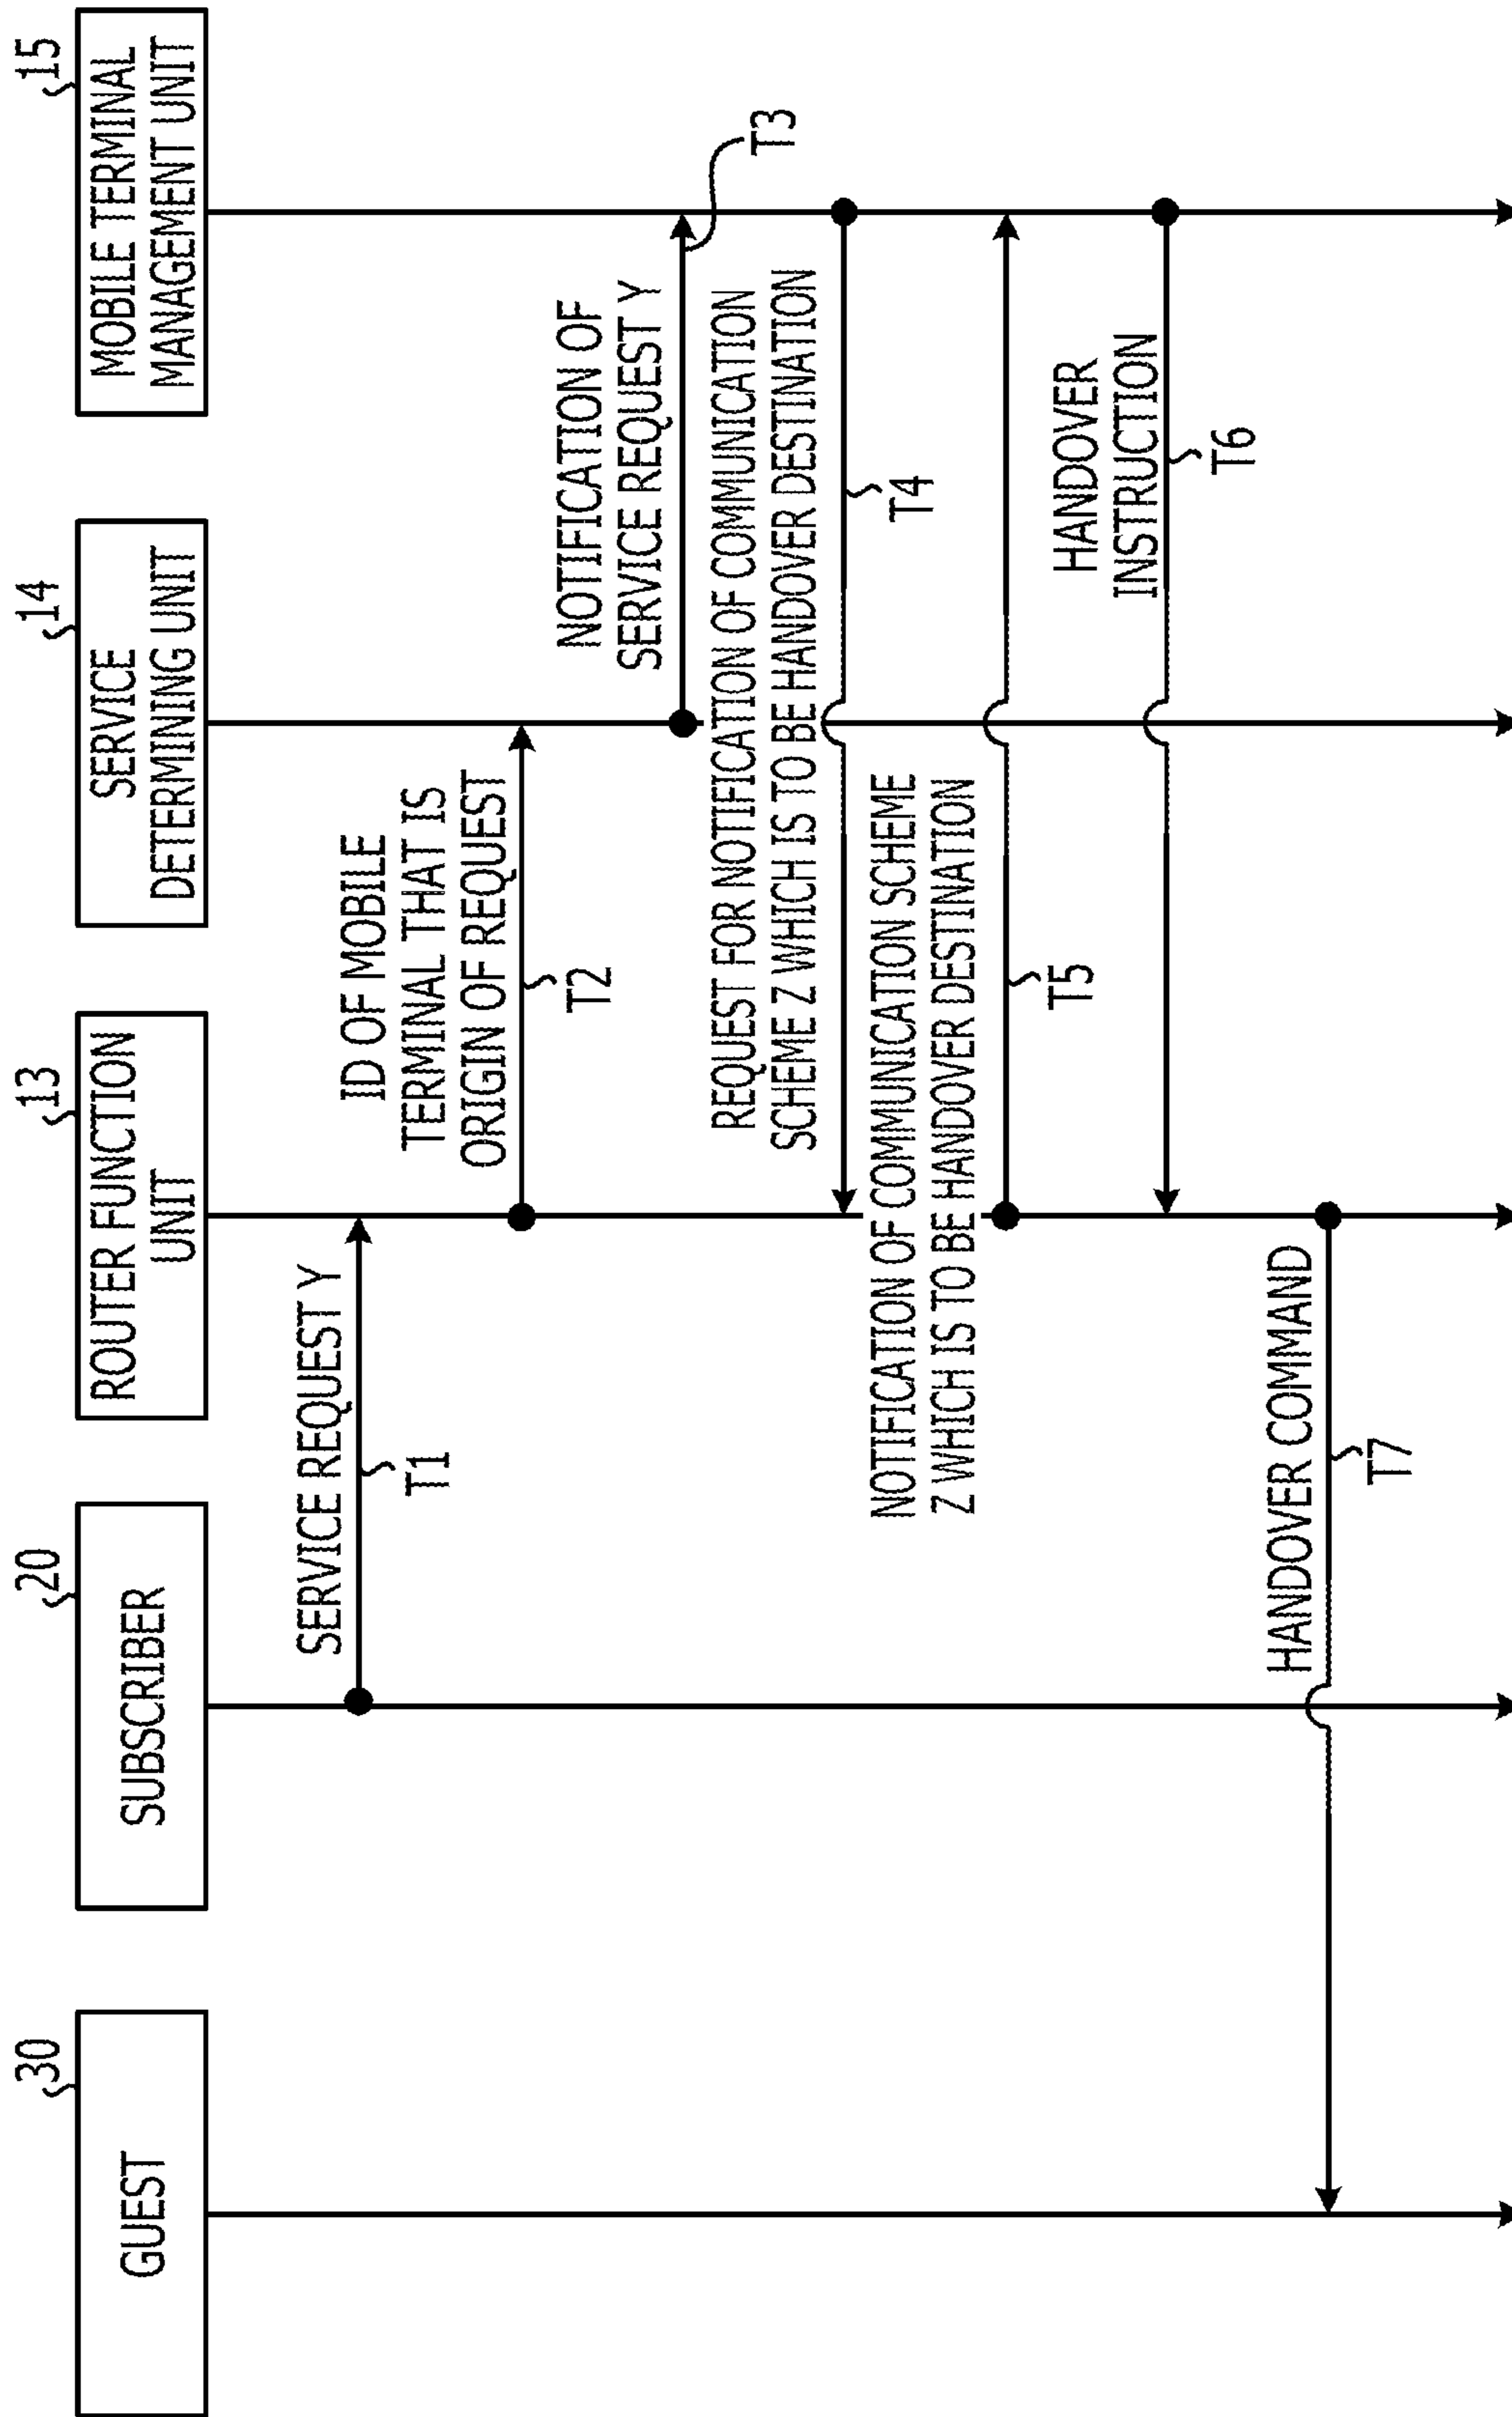 30
GUEST
20
SUBSCRIBER
13
ROUTER FUNCTION
UNIT
14
SERVICE
DETERMINING UNIT
15
MOBILE TERMINAL
MANAGEMENT UNIT
SERVICE REQUEST Y
T1
ID OF MOBILE
TERMINAL THAT IS
ORIGIN OF REQUEST
T2
NOTIFICATION OF
SERVICE REQUEST Y
T3
REQUEST FOR NOTIFICATION OF COMMUNICATION
SCHEME Z WHICH IS TO BE HANDOVER DESTINATION
T4
NOTIFICATION OF COMMUNICATION SCHEME
Z WHICH IS TO BE HANDOVER DESTINATION
T5
HANDOVER
INSTRUCTION
T6
HANDOVER COMMAND
T7